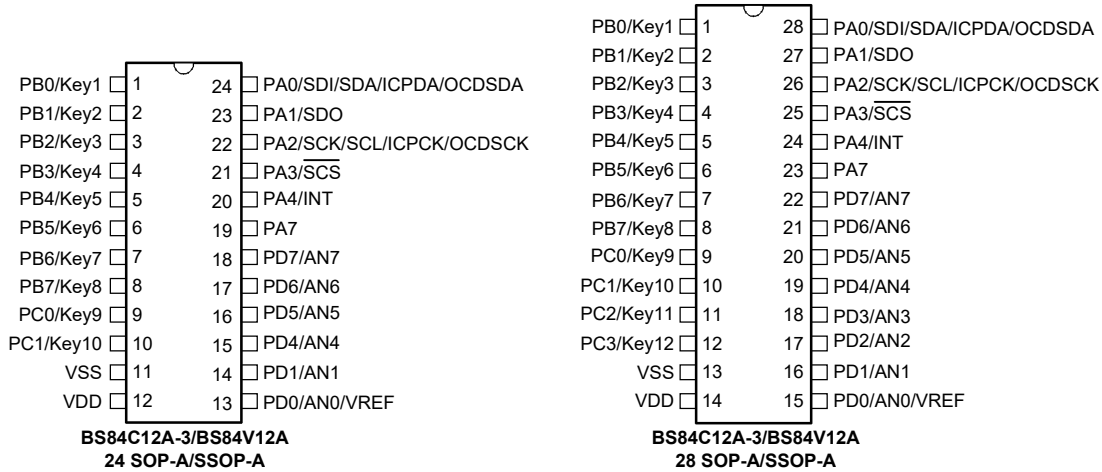 PB0/Key1 1 24 PA0/SDI/SDA/ICPDA/OCDSDA
PB1/Key2 2 23 PA1/SDO
PB2/Key3 3 22 PA2/SCK/SCL/ICPCK/OCDSCK
PB3/Key4 4 21 PA3/S̅C̅S̅
PB4/Key5 5 20 PA4/INT
PB5/Key6 6 19 PA7
PB6/Key7 7 18 PD7/AN7
PB7/Key8 8 17 PD6/AN6
PC0/Key9 9 16 PD5/AN5
PC1/Key10 10 15 PD4/AN4
VSS 11 14 PD1/AN1
VDD 12 13 PD0/AN0/VREF
BS84C12A-3/BS84V12A
24 SOP-A/SSOP-A
PB0/Key1 1 28 PA0/SDI/SDA/ICPDA/OCDSDA
PB1/Key2 2 27 PA1/SDO
PB2/Key3 3 26 PA2/SCK/SCL/ICPCK/OCDSCK
PB3/Key4 4 25 PA3/S̅C̅S̅
PB4/Key5 5 24 PA4/INT
PB5/Key6 6 23 PA7
PB6/Key7 7 22 PD7/AN7
PB7/Key8 8 21 PD6/AN6
PC0/Key9 9 20 PD5/AN5
PC1/Key10 10 19 PD4/AN4
PC2/Key11 11 18 PD3/AN3
PC3/Key12 12 17 PD2/AN2
VSS 13 16 PD1/AN1
VDD 14 15 PD0/AN0/VREF
BS84C12A-3/BS84V12A
28 SOP-A/SSOP-A